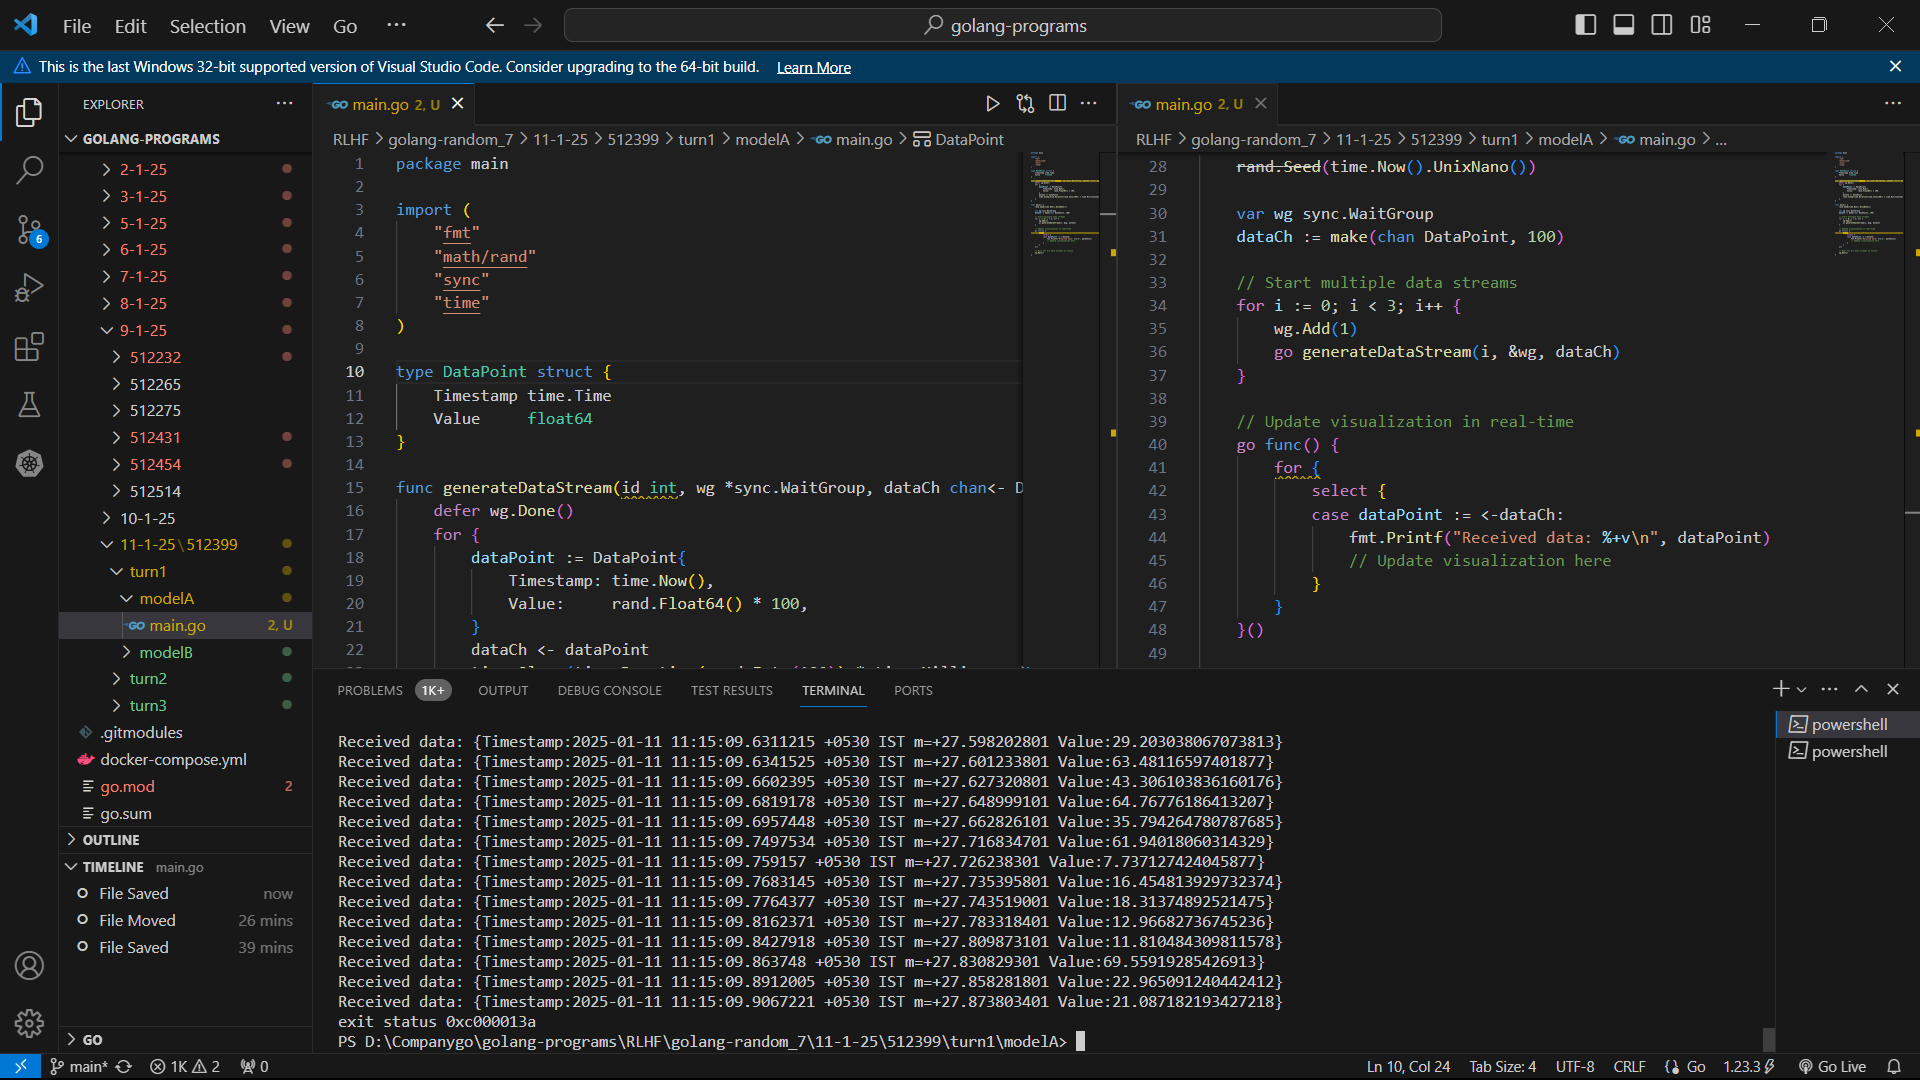 File Edit Selection View Go ···
golang-programs
This is the last Windows 32-bit supported version of Visual Studio Code. Consider upgrading to the 64-bit build. Learn More
EXPLORER
GOLANG-PROGRAMS
2-1-25
3-1-25
5-1-25
6-1-25
7-1-25
8-1-25
9-1-25
512232
512265
512275
512431
512454
512514
10-1-25
11-1-25\512399
turn1
modelA
main.go 2, U
modelB
turn2
turn3
.gitmodules
docker-compose.yml
go.mod 2
go.sum
OUTLINE
TIMELINE main.go
File Saved now
File Moved 26 mins
File Saved 39 mins
GO
6
main.go 2, U
RLHF > golang-random_7 > 11-1-25 > 512399 > turn1 > modelA > main.go > DataPoint
1 package main
2
3 import (
4 "fmt"
5 "math/rand"
6 "sync"
7 "time"
8 )
9
10 type DataPoint struct {
11 Timestamp time.Time
12 Value float64
13 }
14
15 func generateDataStream(id int, wg *sync.WaitGroup, dataCh chan<- D
16 defer wg.Done()
17 for {
18 dataPoint := DataPoint{
19 Timestamp: time.Now(),
20 Value: rand.Float64() * 100,
21 }
22 dataCh <- dataPoint
main.go 2, U
RLHF > golang-random_7 > 11-1-25 > 512399 > turn1 > modelA > main.go > ...
28 rand.Seed(time.Now().UnixNano())
29
30 var wg sync.WaitGroup
31 dataCh := make(chan DataPoint, 100)
32
33 // Start multiple data streams
34 for i := 0; i < 3; i++ {
35 wg.Add(1)
36 go generateDataStream(i, &wg, dataCh)
37 }
38
39 // Update visualization in real-time
40 go func() {
41 for {
42 select {
43 case dataPoint := <-dataCh:
44 fmt.Printf("Received data: %+v\n", dataPoint)
45 // Update visualization here
46 }
47 }
48 }()
49
PROBLEMS 1K+ OUTPUT DEBUG CONSOLE TEST RESULTS TERMINAL PORTS
powershell
powershell
Received data: {Timestamp:2025-01-11 11:15:09.6311215 +0530 IST m=+27.598202801 Value:29.203038067073813}
Received data: {Timestamp:2025-01-11 11:15:09.6341525 +0530 IST m=+27.601233801 Value:63.48116597401877}
Received data: {Timestamp:2025-01-11 11:15:09.6602395 +0530 IST m=+27.627320801 Value:43.306103836160176}
Received data: {Timestamp:2025-01-11 11:15:09.6819178 +0530 IST m=+27.648999101 Value:64.76776186413207}
Received data: {Timestamp:2025-01-11 11:15:09.6957448 +0530 IST m=+27.662826101 Value:35.794264780787685}
Received data: {Timestamp:2025-01-11 11:15:09.7497534 +0530 IST m=+27.716834701 Value:61.94018060314329}
Received data: {Timestamp:2025-01-11 11:15:09.759157 +0530 IST m=+27.726238301 Value:7.737127424045877}
Received data: {Timestamp:2025-01-11 11:15:09.7683145 +0530 IST m=+27.735395801 Value:16.454813929732374}
Received data: {Timestamp:2025-01-11 11:15:09.7764377 +0530 IST m=+27.743519001 Value:18.31374892521475}
Received data: {Timestamp:2025-01-11 11:15:09.8162371 +0530 IST m=+27.783318401 Value:12.96682736745236}
Received data: {Timestamp:2025-01-11 11:15:09.8427918 +0530 IST m=+27.809873101 Value:11.810484309811578}
Received data: {Timestamp:2025-01-11 11:15:09.863748 +0530 IST m=+27.830829301 Value:69.55919285426913}
Received data: {Timestamp:2025-01-11 11:15:09.8912005 +0530 IST m=+27.858281801 Value:22.965091240442412}
Received data: {Timestamp:2025-01-11 11:15:09.9067221 +0530 IST m=+27.873803401 Value:21.087182193427218}
exit status 0xc000013a
PS D:\Companygo\golang-programs\RLHF\golang-random_7\11-1-25\512399\turn1\modelA>
main* 1K 2 0 Ln 10, Col 24 Tab Size: 4 UTF-8 CRLF Go 1.23.3 Go Live